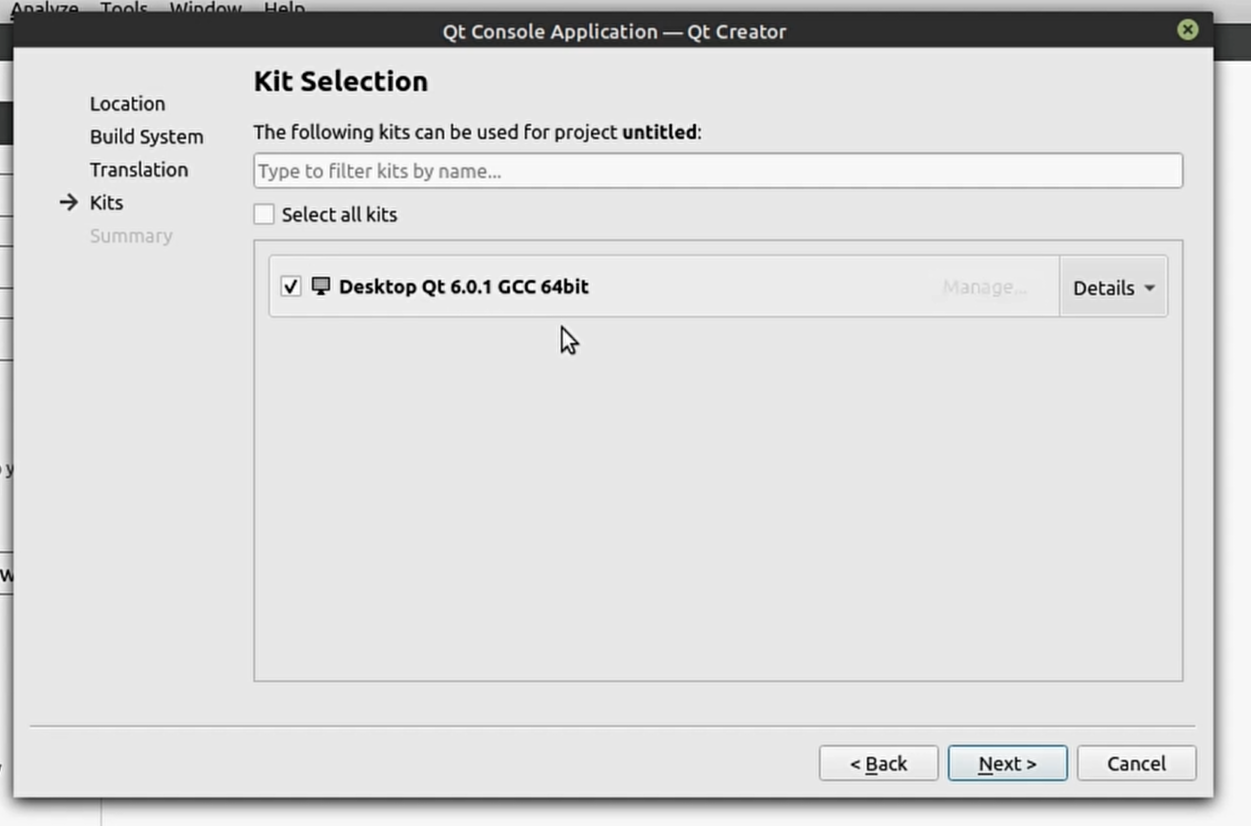 Analyze Tools Window Help
Qt Console Application — Qt Creator
Location
Build System
Translation
Kits
Summary
Kit Selection
The following kits can be used for project untitled:
Type to filter kits by name...
Select all kits
Desktop Qt 6.0.1 GCC 64bit Manage... Details
< Back Next > Cancel